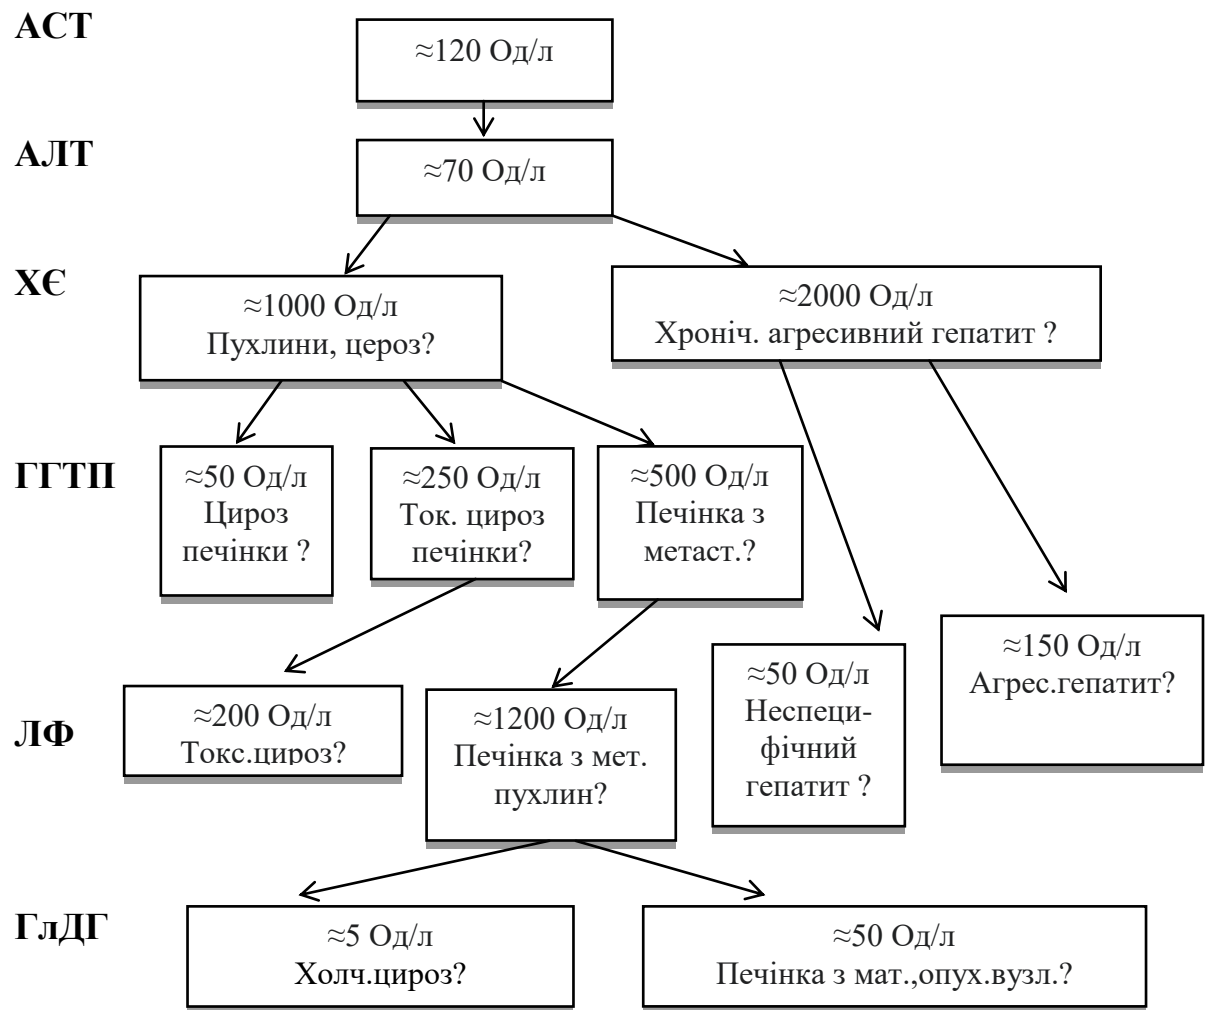 АСТ
≈120 Од/л
АЛТ
≈70 Од/л
ХЄ
≈1000 Од/л
Пухлини, цероз?
≈2000 Од/л
Хроніч. агресивний гепатит ?
ГГТП
≈50 Од/л
Цироз
печінки ?
≈250 Од/л
Ток. цироз
печінки?
≈500 Од/л
Печінка з
метаст.?
≈50 Од/л
Неспеци-
фічний
гепатит ?
≈150 Од/л
Агрес.гепатит?
ЛФ
≈200 Од/л
Токс.цироз?
≈1200 Од/л
Печінка з мет.
пухлин?
ГлДГ
≈5 Од/л
Холч.цироз?
≈50 Од/л
Печінка з мат.,опух.вузл.?